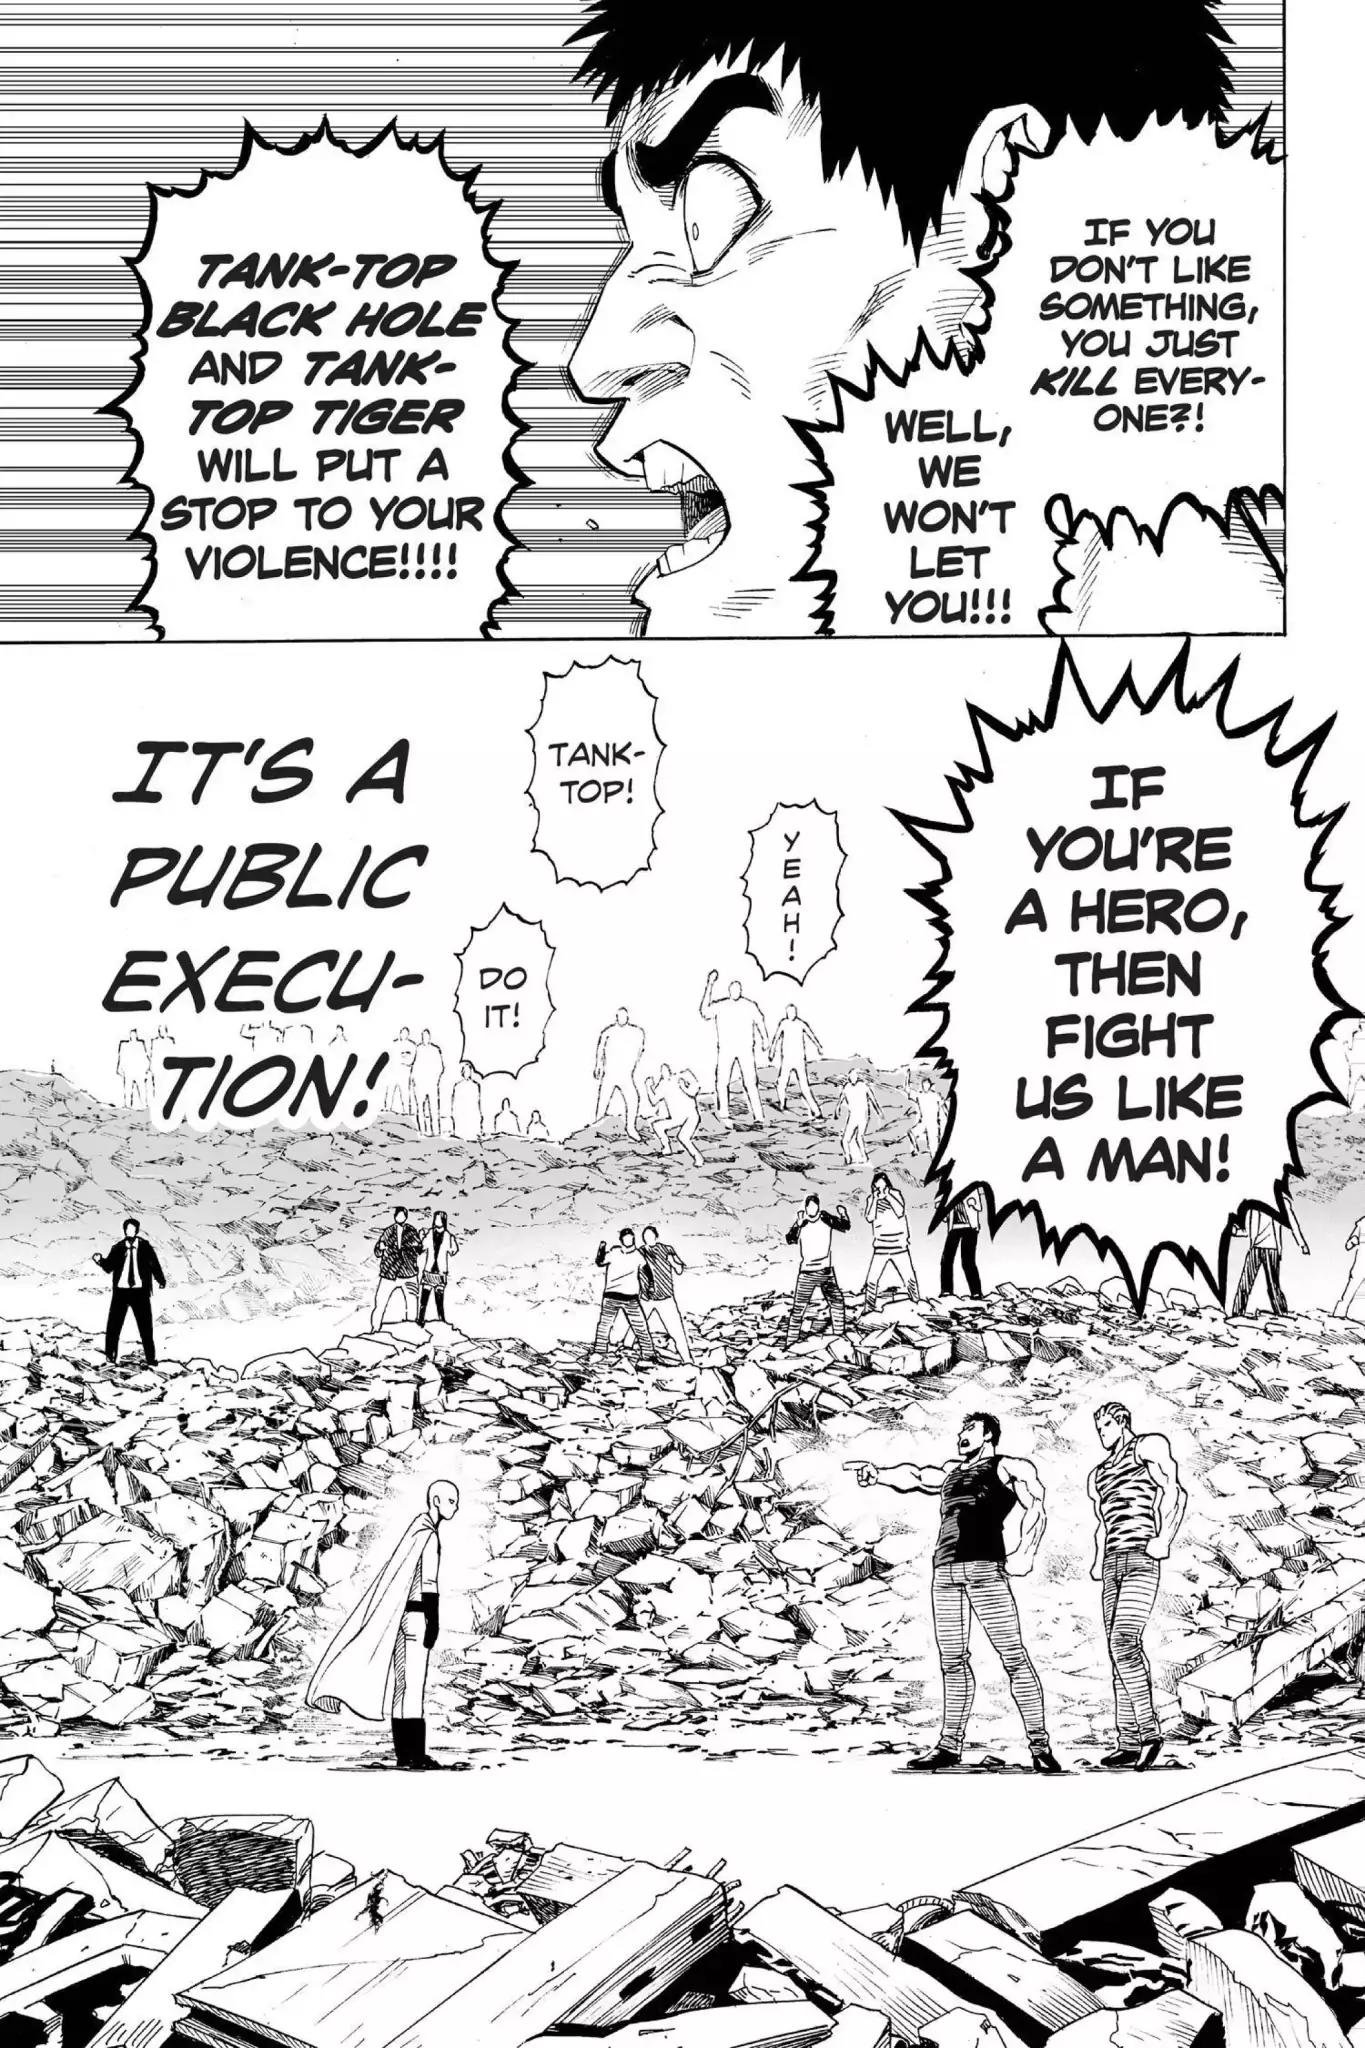 IF YOU
DON'T LIKE
SOMETHING,
YOU JUST
KILL EVERY-
ONE?!
WELL,
WE
WON'T
LET
YOU!!!
TANK-TOP
BLACK HOLE
AND TANK-
TOP TIGER
WILL PUT A
STOP TO YOUR
VIOLENCE!!!!
IF
YOU'RE
A HERO,
THEN
FIGHT
US LIKE
A MAN!
YEAH!
TANK-
TOP!
DO
IT!
IT'S A
PUBLIC
EXECU-
TION!